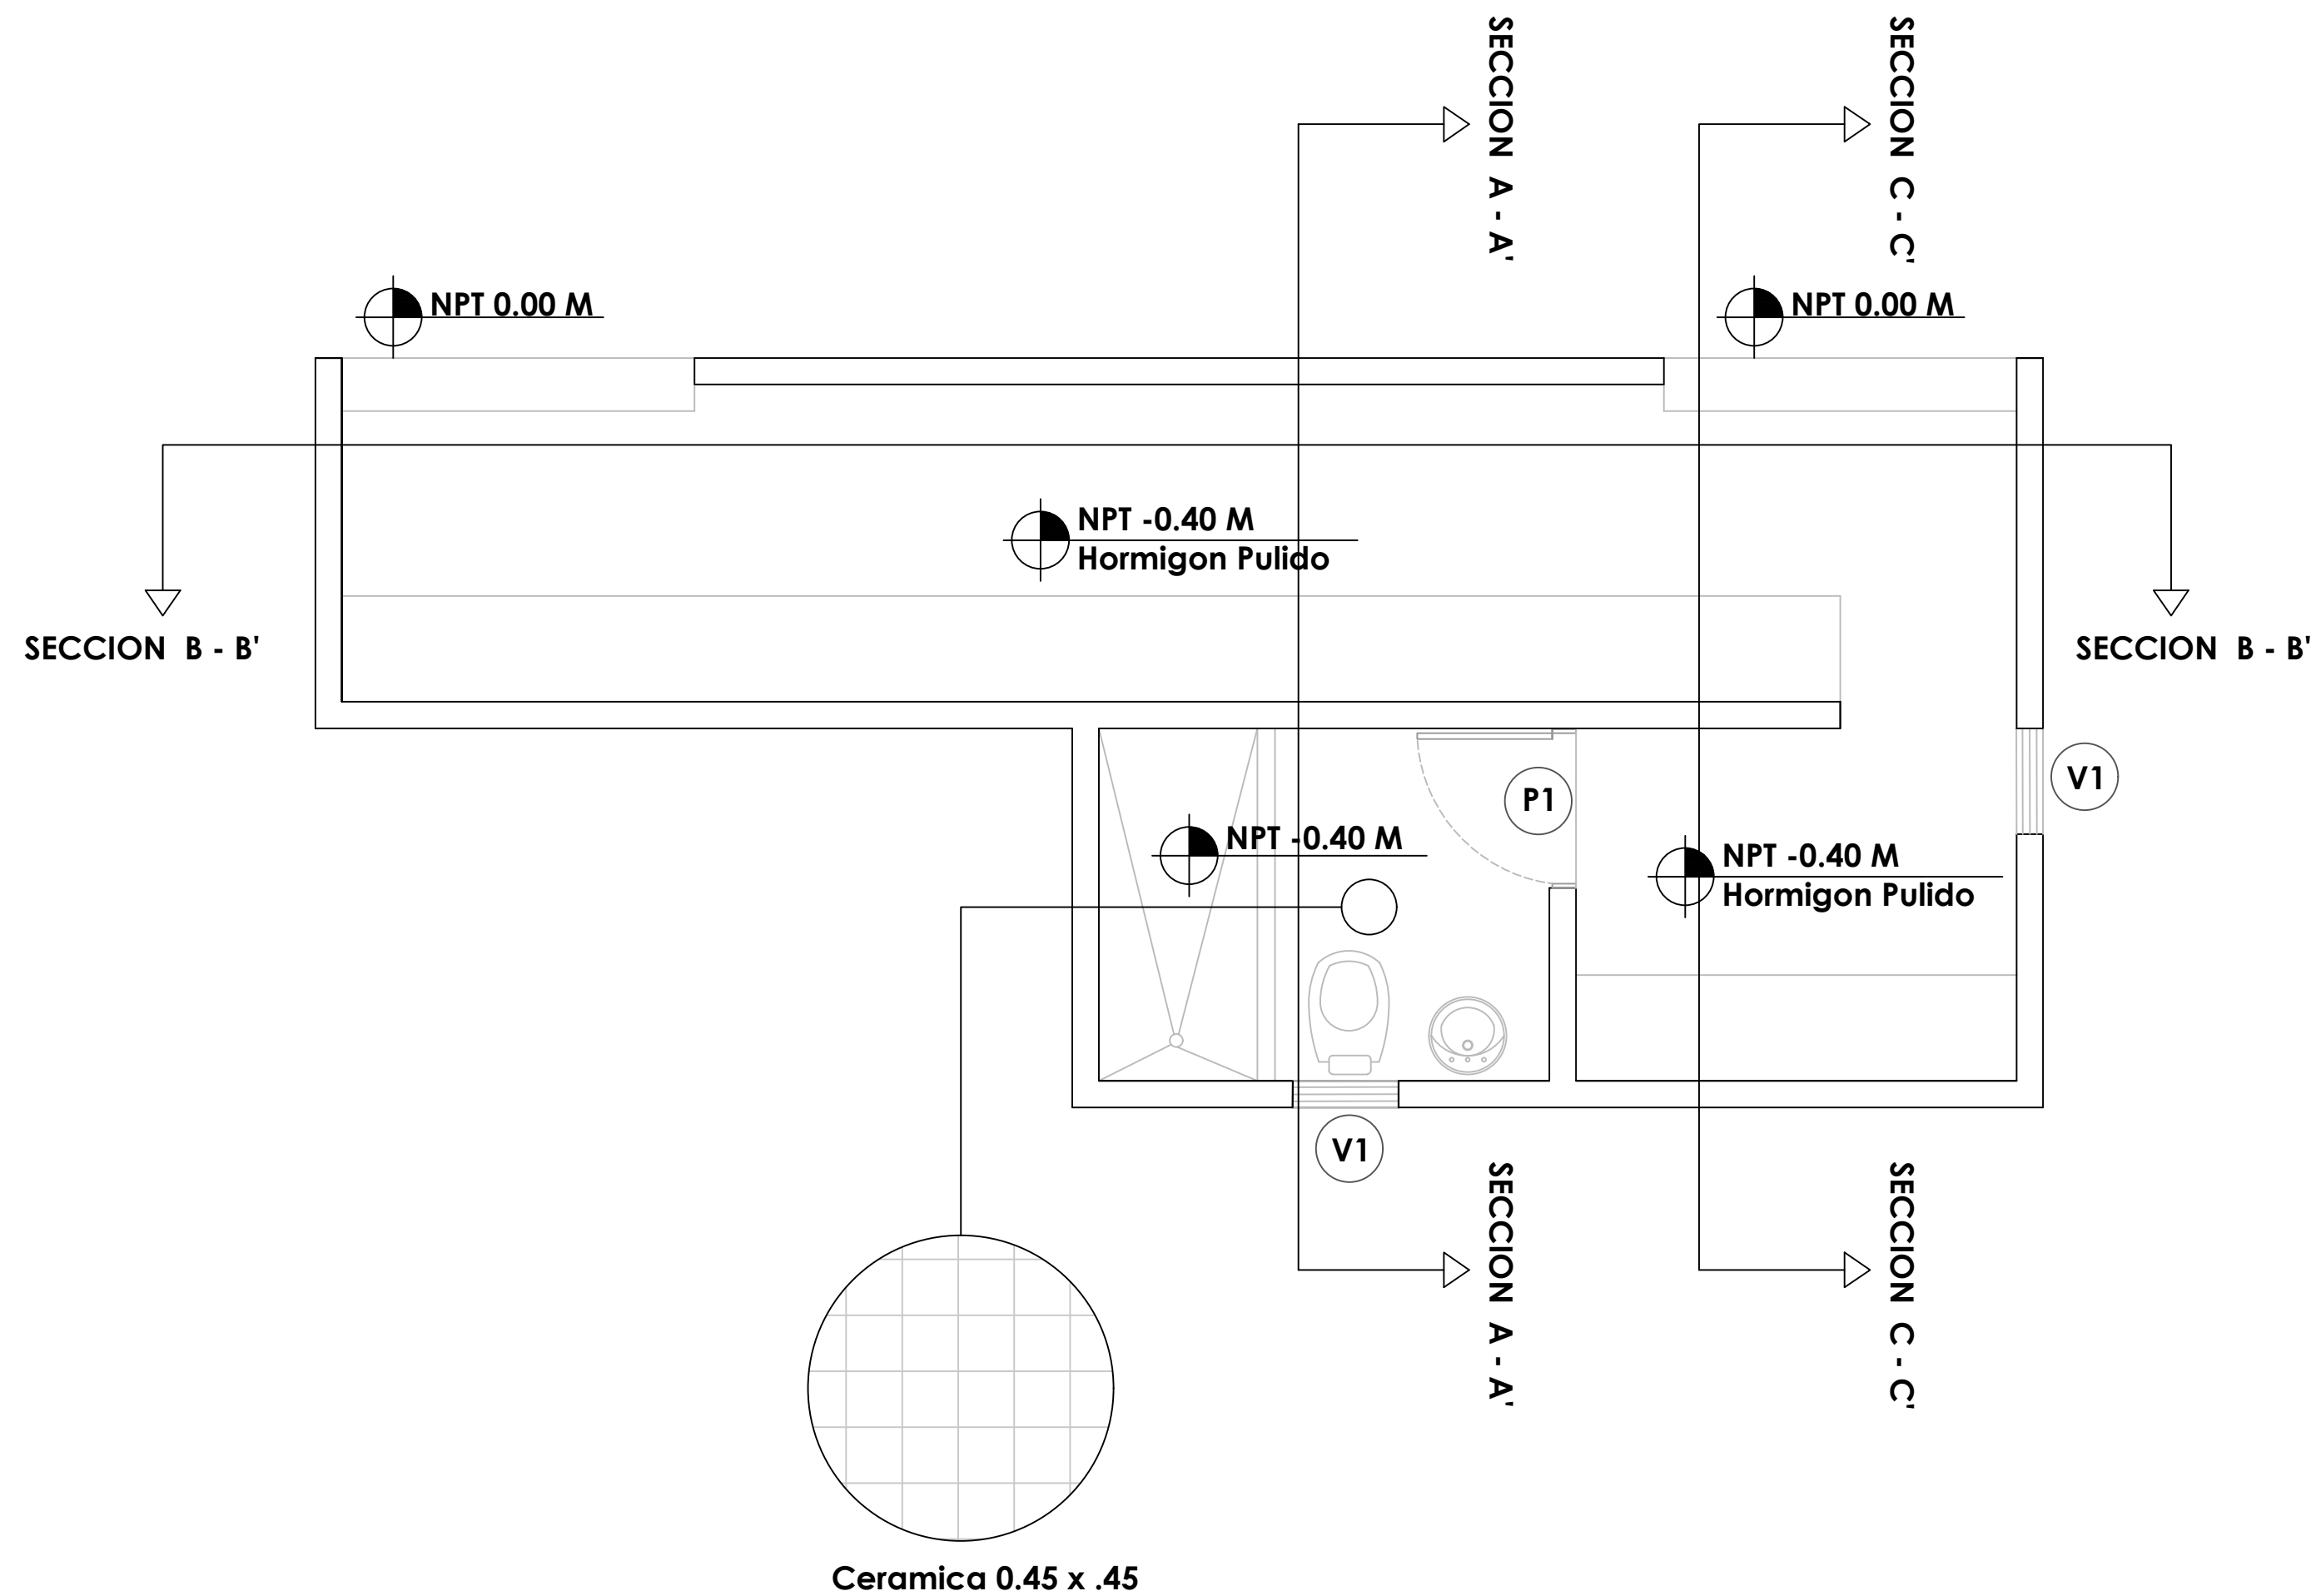 SECCION A - A'
SECCION C - C'
NPT 0.00 M
NPT 0.00 M
NPT -0.40 M
Hormigon Pulido
SECCION B - B'
SECCION B - B'
V1
P1
NPT -0.40 M
NPT -0.40 M
Hormigon Pulido
V1
SECCION A - A'
SECCION C - C'
Ceramica 0.45 x .45